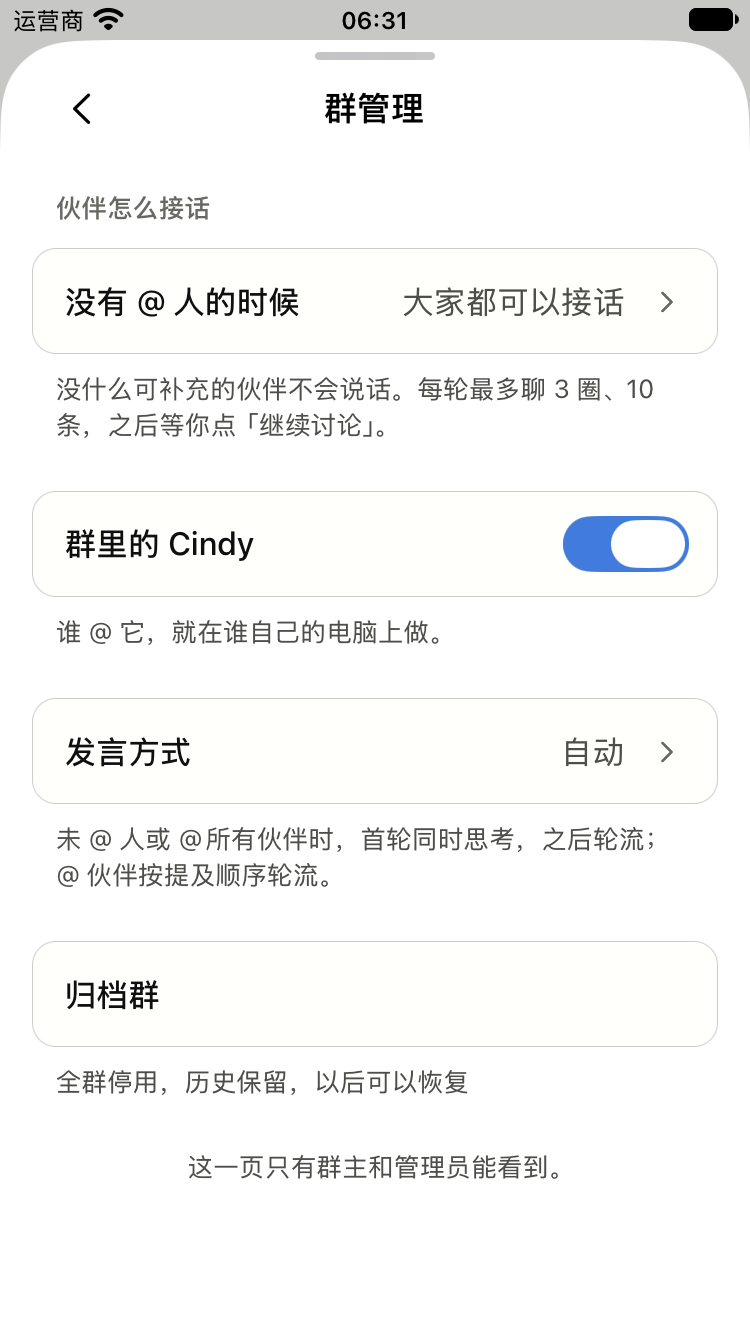 运营商
06:31
群管理
伙伴怎么接话
没有 @ 人的时候
大家都可以接话
没什么可补充的伙伴不会说话。每轮最多聊 3 圈、10
条，之后等你点「继续讨论」。
群里的 Cindy
谁 @ 它，就在谁自己的电脑上做。
发言方式
自动
未 @ 人或 @所有伙伴时，首轮同时思考，之后轮流；
@ 伙伴按提及顺序轮流。
归档群
全群停用，历史保留，以后可以恢复
这一页只有群主和管理员能看到。